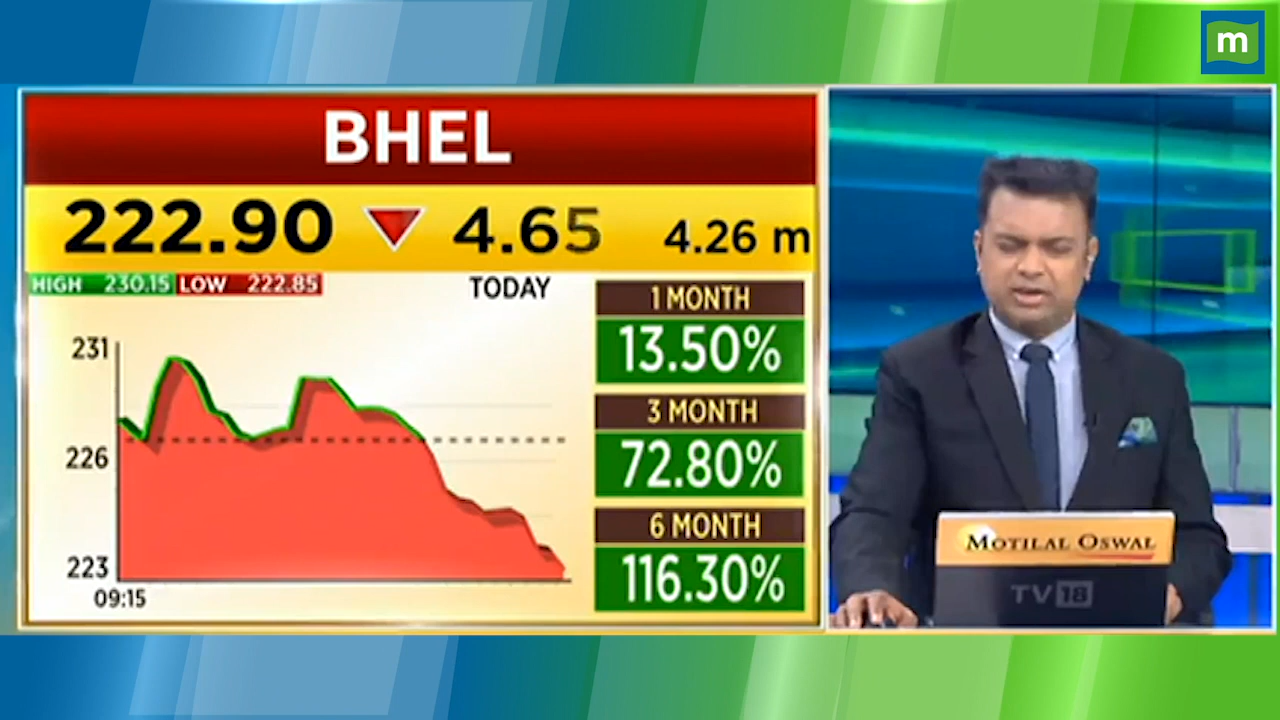 m
BHEL
222.90 ▼ 4.65 4.26 m
HIGH 230.15 LOW 222.85
TODAY
231
226
223
09:15
1 MONTH
13.50%
3 MONTH
72.80%
6 MONTH
116.30%
MOTILAL OSWAL
TV18